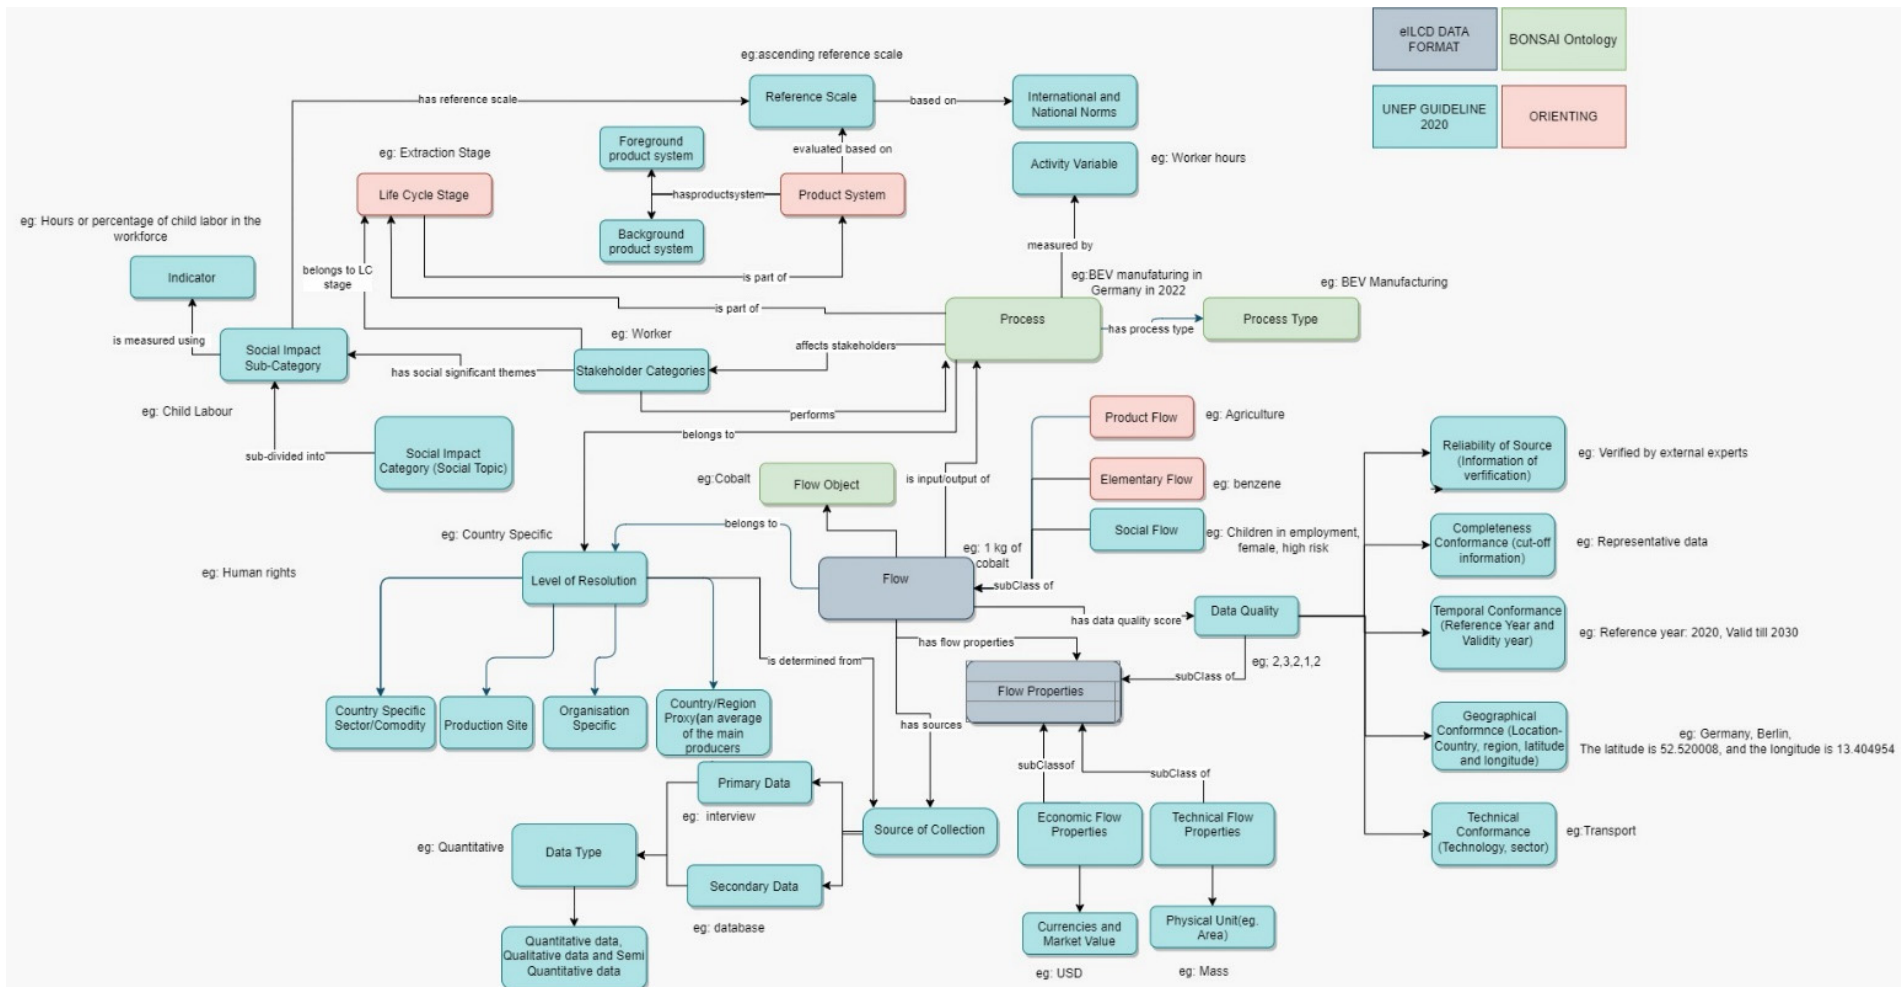 eILCD DATA
FORMAT
BONSAI Ontology
UNEP GUIDELINE
2020
ORIENTING
eg:ascending reference scale
Reference Scale
has reference scale
based on
International and
National Norms
Foreground
product system
evaluated based on
eg: Extraction Stage
Activity Variable
eg: Worker hours
Life Cycle Stage
hasproductsystem
Product System
eg: Hours or percentage of child labor in the
workforce
Background
product system
measured by
Indicator
belongs to LC
stage
is part of
eg:BEV manufaturing in
Germany in 2022
eg: BEV Manufacturing
is part of
Process
has process type
Process Type
eg: Worker
is measured using
Social Impact
Sub-Category
affects stakeholders
has social significant themes
Stakeholder Categories
eg: Child Labour
performs
Product Flow
eg: Agriculture
belongs to
sub-divided into
Social Impact
Category (Social Topic)
Reliability of Source
(Information of
verfification)
eg: Verified by external experts
eg:Cobalt
Flow Object
is input/output of
Elementary Flow
eg: benzene
belongs to
Social Flow
eg: Children in employment,
female, high risk
Completeness
Conformance (cut-off
information)
eg: Representative data
eg: Country Specific
eg: 1 kg of
cobalt
eg: Human rights
Level of Resolution
Flow
subClass of
has data quality score
Data Quality
Temporal Conformance
(Reference Year and
Validity year)
eg: Reference year: 2020, Valid till 2030
has flow properties
is determined from
eg; 2,3,2,1,2
subClass of
Flow Properties
Country Specific
Sector/Comodity
Production Site
Organisation
Specific
Country/Region
Proxy(an average
of the main
producers
has sources
Geographical
Conformnce (Location-
Country, region, latitude
and longitude)
eg: Germany, Berlin,
The latitude is 52.520008, and the longitude is 13.404954
subClassof
subClass of
Primary Data
eg: interview
Source of Collection
Economic Flow
Properties
Technical Flow
Properties
Technical
Conformance
(Technology, sector)
eg:Transport
eg: Quantitative
Data Type
Secondary Data
eg: database
Currencies and
Market Value
Physical Unit(eg.
Area)
Quantitative data,
Qualitative data and Semi
Quantitative data
eg: USD
eg: Mass